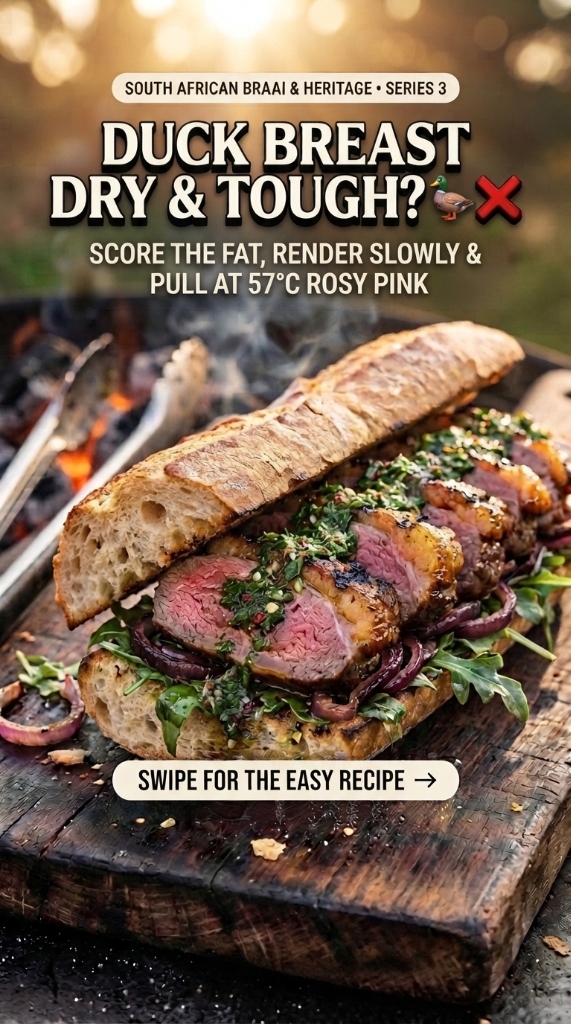 SOUTH AFRICAN BRAAI & HERITAGE • SERIES 3
DUCK BREAST
DRY & TOUGH? 🦆❌
SCORE THE FAT, RENDER SLOWLY &
PULL AT 57°C ROSY PINK
SWIPE FOR THE EASY RECIPE →